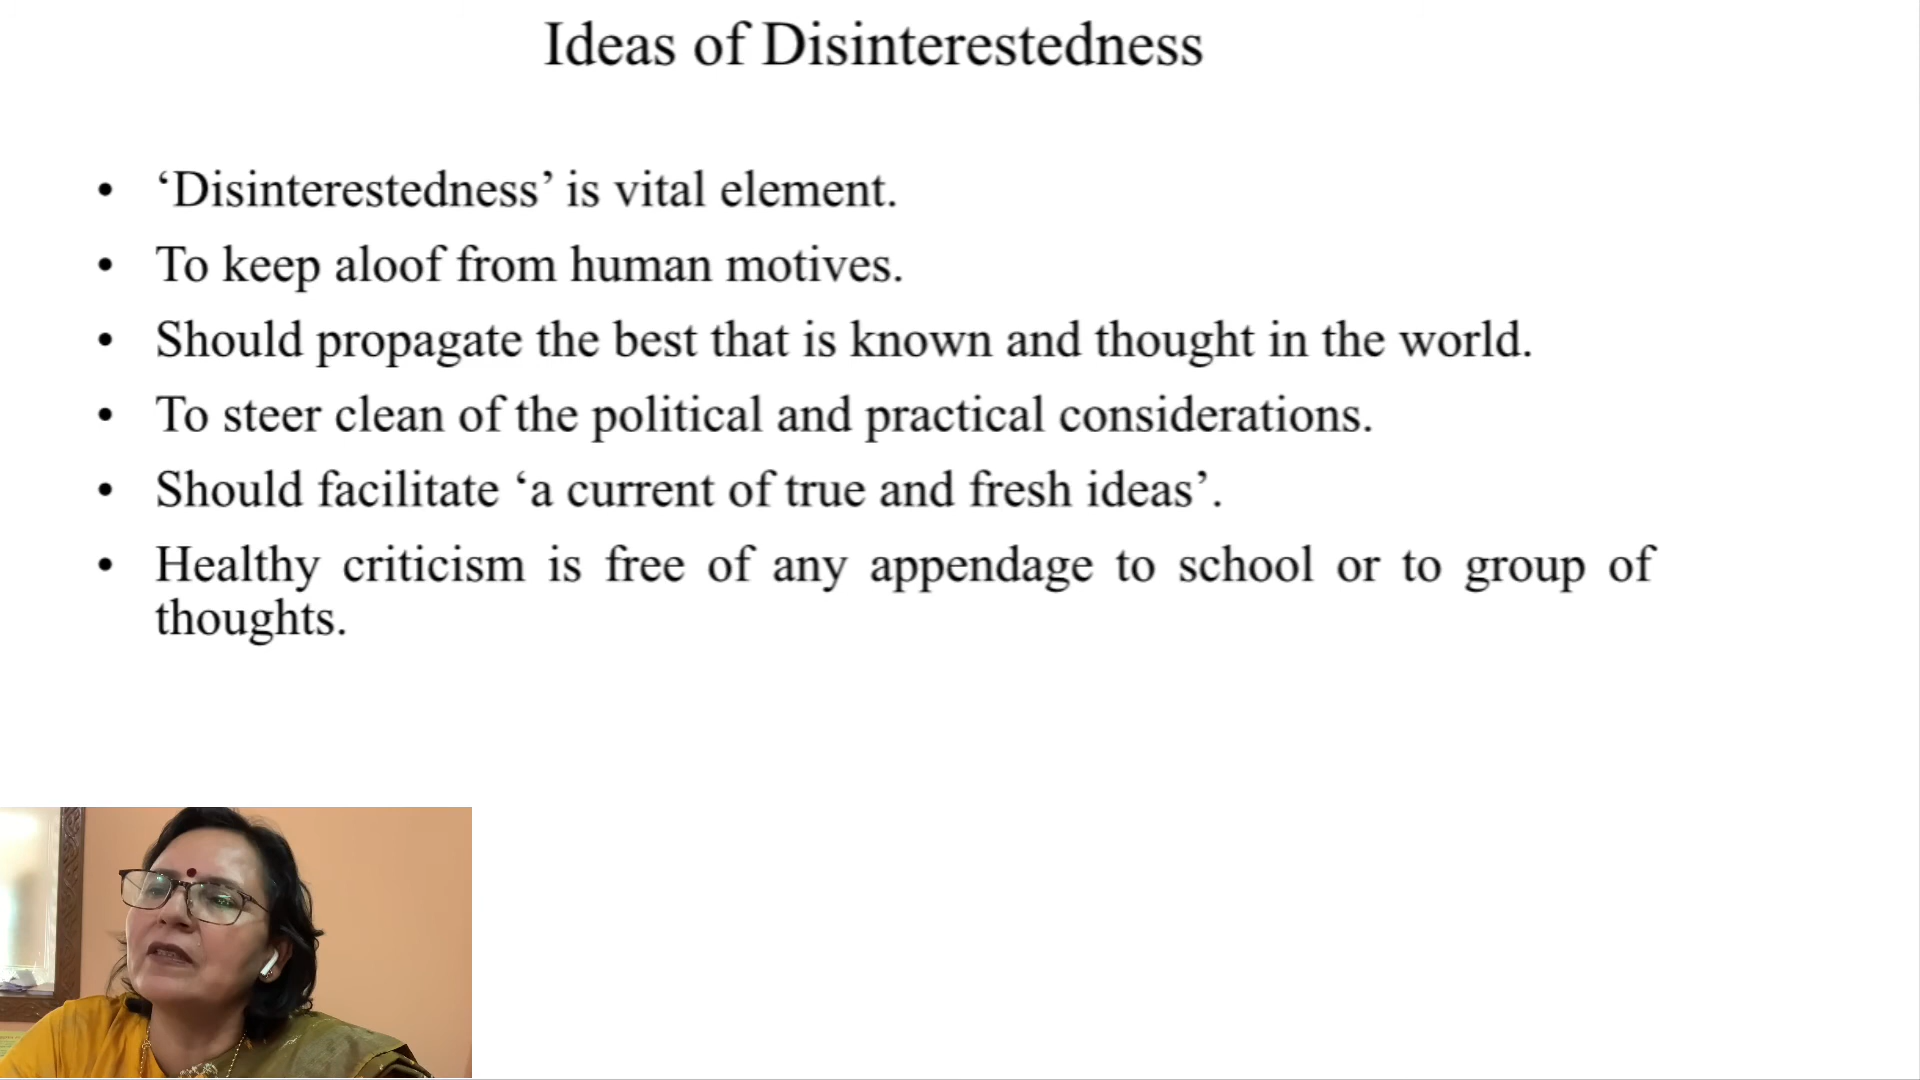 Ideas of Disinterestedness
• ‘Disinterestedness’ is vital element.
• To keep aloof from human motives.
• Should propagate the best that is known and thought in the world.
• To steer clean of the political and practical considerations.
• Should facilitate ‘a current of true and fresh ideas’.
• Healthy criticism is free of any appendage to school or to group of
thoughts.